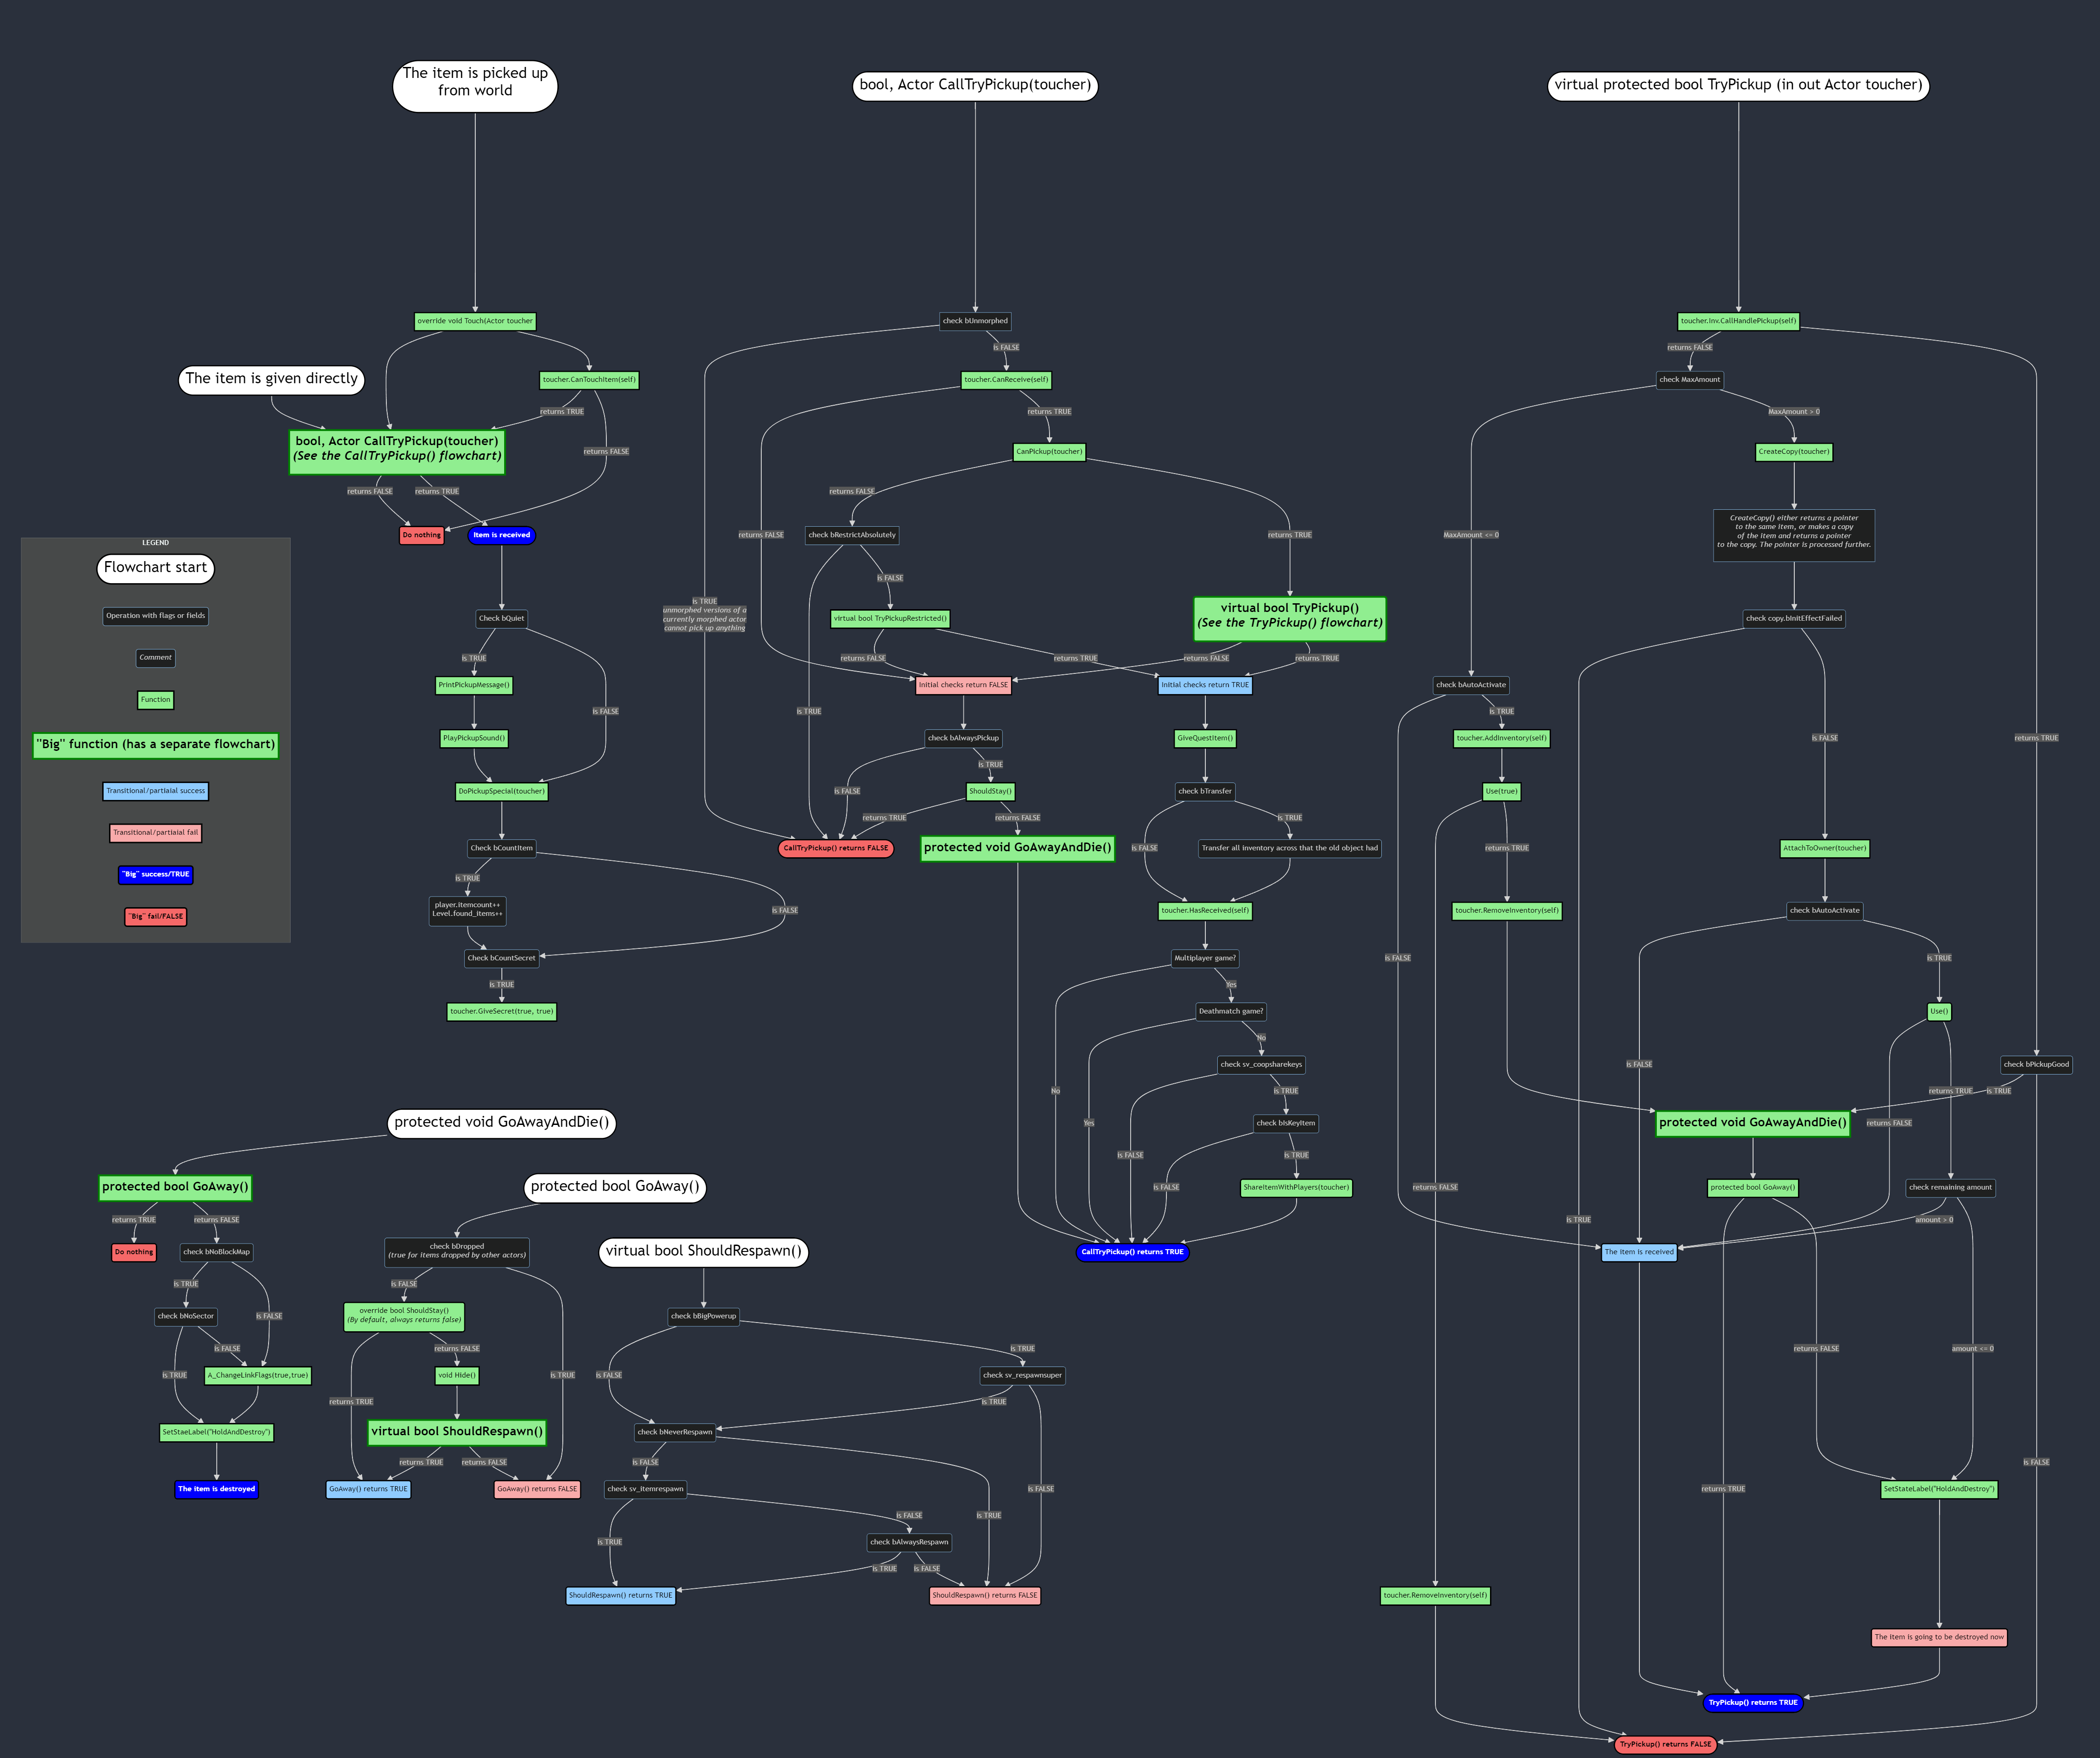 The item is picked up
from world
override void Touch(Actor toucher
The item is given directly
toucher.CanTouchItem(self)
returns TRUE
returns FALSE
bool, Actor CallTryPickup(toucher)
(See the CallTryPickup() flowchart)
returns FALSE
returns TRUE
Do nothing
Item is received
Check bQuiet
is TRUE
PrintPickupMessage()
is FALSE
PlayPickupSound()
DoPickupSpecial(toucher)
Check bCountItem
is TRUE
player.itemcount++
Level.found_items++
is FALSE
Check bCountSecret
is TRUE
toucher.GiveSecret(true, true)
LEGEND
Flowchart start
Operation with flags or fields
Comment
Function
"Big" function (has a separate flowchart)
Transitional/partiaial success
Transitional/partiaial fail
"Big" success/TRUE
"Big" fail/FALSE
bool, Actor CallTryPickup(toucher)
check bUnmorphed
is FALSE
toucher.CanReceive(self)
returns TRUE
CanPickup(toucher)
returns FALSE
check bRestrictAbsolutely
returns FALSE
returns TRUE
is FALSE
is TRUE
unmorphed versions of a
currently morphed actor
cannot pick up anything
virtual bool TryPickupRestricted()
virtual bool TryPickup()
(See the TryPickup() flowchart)
returns FALSE
returns TRUE
returns FALSE
returns TRUE
Initial checks return FALSE
Initial checks return TRUE
is TRUE
check bAlwaysPickup
GiveQuestItem()
is TRUE
is FALSE
ShouldStay()
check bTransfer
returns TRUE
returns FALSE
is TRUE
CallTryPickup() returns FALSE
protected void GoAwayAndDie()
is FALSE
Transfer all inventory across that the old object had
toucher.HasReceived(self)
Multiplayer game?
Yes
Deathmatch game?
No
check sv_coopsharekeys
No
is TRUE
Yes
check bIsKeyItem
is FALSE
is TRUE
is FALSE
ShareItemWithPlayers(toucher)
CallTryPickup() returns TRUE
virtual protected bool TryPickup (in out Actor toucher)
toucher.Inv.CallHandlePickup(self)
returns FALSE
check MaxAmount
MaxAmount > 0
CreateCopy(toucher)
MaxAmount <= 0
CreateCopy() either returns a pointer
to the same item, or makes a copy
of the item and returns a pointer
to the copy. The pointer is processed further.
check copy.bInitEffectFailed
check bAutoActivate
is TRUE
toucher.AddInventory(self)
is FALSE
returns TRUE
Use(true)
returns TRUE
AttachToOwner(toucher)
toucher.RemoveInventory(self)
check bAutoActivate
is FALSE
is TRUE
Use()
is FALSE
check bPickupGood
returns TRUE
is TRUE
protected void GoAwayAndDie()
returns FALSE
returns FALSE
protected bool GoAway()
check remaining amount
is TRUE
amount > 0
The item is received
returns FALSE
amount <= 0
is FALSE
returns TRUE
SetStateLabel("HoldAndDestroy")
toucher.RemoveInventory(self)
The item is going to be destroyed now
TryPickup() returns TRUE
TryPickup() returns FALSE
protected void GoAwayAndDie()
protected bool GoAway()
returns TRUE
returns FALSE
Do nothing
check bNoBlockMap
is TRUE
check bNoSector
is FALSE
is FALSE
is TRUE
A_ChangeLinkFlags(true,true)
SetStaeLabel("HoldAndDestroy")
The item is destroyed
protected bool GoAway()
check bDropped
(true for items dropped by other actors)
is FALSE
override bool ShouldStay()
(By default, always returns false)
returns FALSE
void Hide()
is TRUE
returns TRUE
virtual bool ShouldRespawn()
returns TRUE
returns FALSE
GoAway() returns TRUE
GoAway() returns FALSE
virtual bool ShouldRespawn()
check bBigPowerup
is TRUE
is FALSE
check sv_respawnsuper
is TRUE
check bNeverRespawn
is FALSE
check sv_itemrespawn
is FALSE
is FALSE
is TRUE
is TRUE
check bAlwaysRespawn
is TRUE
is FALSE
ShouldRespawn() returns TRUE
ShouldRespawn() returns FALSE